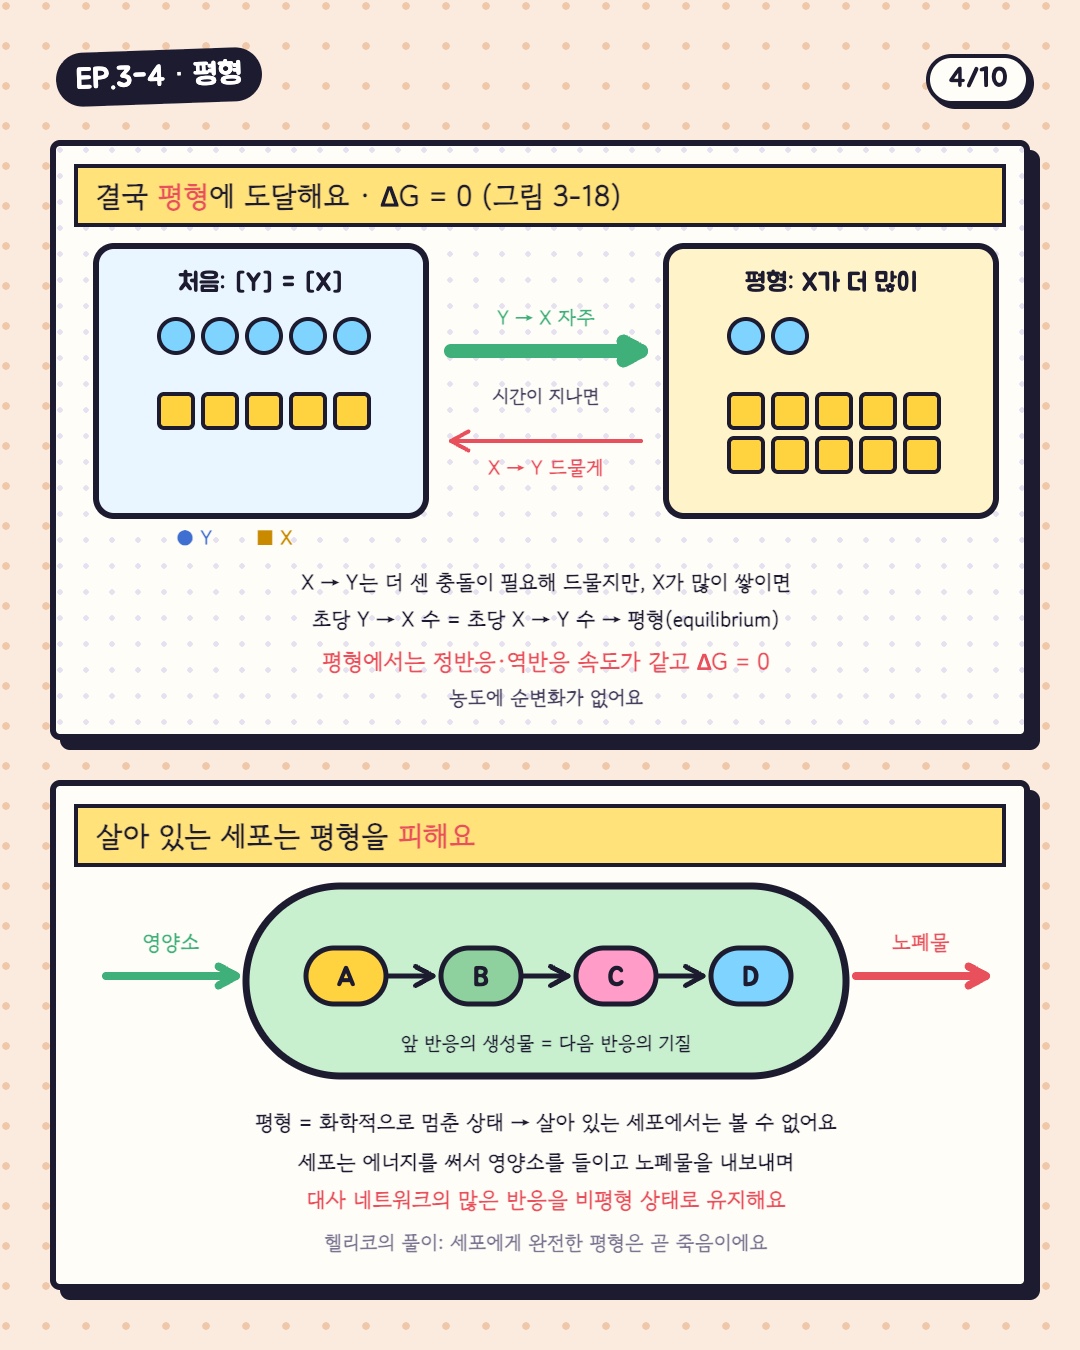 EP.3-4 · 평형
4/10
결국 평형에 도달해요 · ΔG = 0 (그림 3-18)
처음: [Y] = [X]
Y → X 자주
시간이 지나면
X → Y 드물게
평형: X가 더 많이
● Y ■ X
X → Y는 더 센 충돌이 필요해 드물지만, X가 많이 쌓이면
초당 Y → X 수 = 초당 X → Y 수 → 평형(equilibrium)
평형에서는 정반응·역반응 속도가 같고 ΔG = 0
농도에 순변화가 없어요
살아 있는 세포는 평형을 피해요
영양소
A B C D
노폐물
앞 반응의 생성물 = 다음 반응의 기질
평형 = 화학적으로 멈춘 상태 → 살아 있는 세포에서는 볼 수 없어요
세포는 에너지를 써서 영양소를 들이고 노폐물을 내보내며
대사 네트워크의 많은 반응을 비평형 상태로 유지해요
헬리코의 풀이: 세포에게 완전한 평형은 곧 죽음이에요